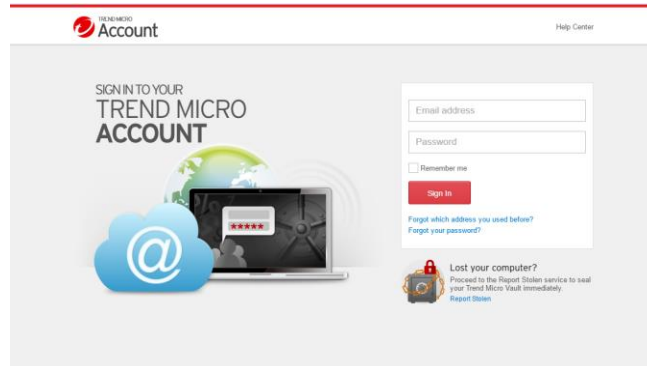 TREND MICRO
Account
Help Center
SIGN IN TO YOUR
TREND MICRO
ACCOUNT
@
*****
Email address
Password
Remember me
Sign In
Forgot which address you used before?
Forgot your password?
Lost your computer?
Proceed to the Report Stolen service to seal
your Trend Micro Vault immediately.
Report Stolen